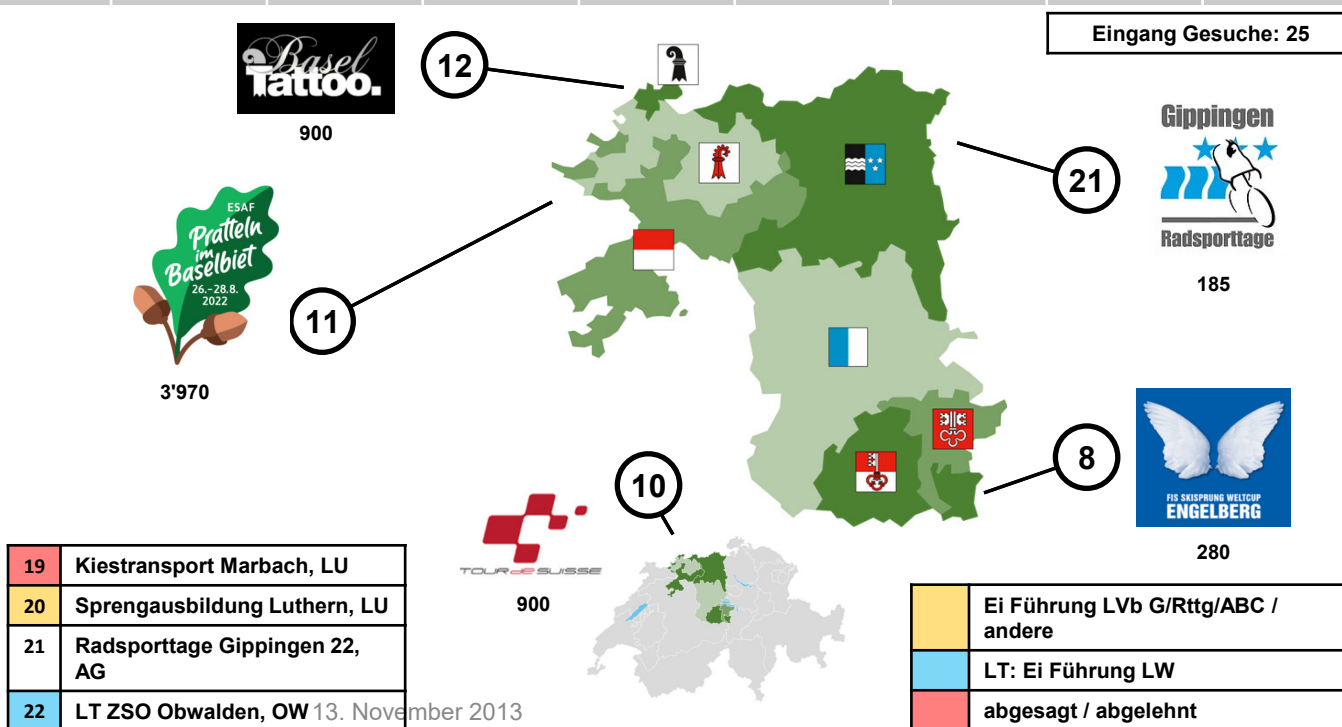 Eingang Gesuche: 25
Basel
Tattoo.
900
12
Gippingen
Radsporttage
185
21
ESAF
Pratteln
im
Baselbiet
26.–28.8.
2022
3'970
11
10
TOUR DE SUISSE
900
8
FIS SKISPRUNG WELTCUP
ENGELBERG
280
19 Kiestransport Marbach, LU
20 Sprengausbildung Luthern, LU
21 Radsporttage Gippingen 22,
AG
22 LT ZSO Obwalden, OW
13. November 2013
Ei Führung LVb G/Rttg/ABC /
andere
LT: Ei Führung LW
abgesagt / abgelehnt